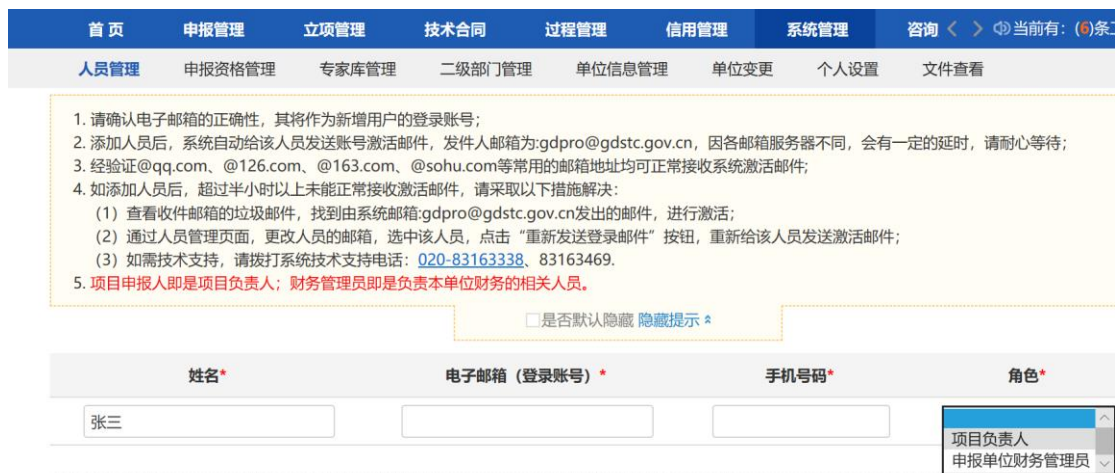 首页 申报管理 立项管理 技术合同 过程管理 信用管理 系统管理 咨询 当前有：(6)条
人员管理 申报资格管理 专家库管理 二级部门管理 单位信息管理 单位变更 个人设置 文件查看
1. 请确认电子邮箱的正确性，其将作为新增用户的登录账号；
2. 添加人员后，系统自动给该人员发送账号激活邮件，发件人邮箱为:gdpro@gdstc.gov.cn，因各邮箱服务器不同，会有一定的延时，请耐心等待；
3. 经验证@qq.com、@126.com、@163.com、@sohu.com等常用的邮箱地址均可正常接收系统激活邮件;
4. 如添加人员后，超过半小时以上未能正常接收激活邮件，请采取以下措施解决：
（1）查看收件邮箱的垃圾邮件，找到由系统邮箱:gdpro@gdstc.gov.cn发出的邮件，进行激活；
（2）通过人员管理页面，更改人员的邮箱，选中该人员，点击“重新发送登录邮件”按钮，重新给该人员发送激活邮件；
（3）如需技术支持，请拨打系统技术支持电话：020-83163338、83163469.
5. 项目申报人即是项目负责人；财务管理员即是负责本单位财务的相关人员。
是否默认隐藏 隐藏提示
姓名* 电子邮箱（登录账号）* 手机号码* 角色*
张三
项目负责人
申报单位财务管理员